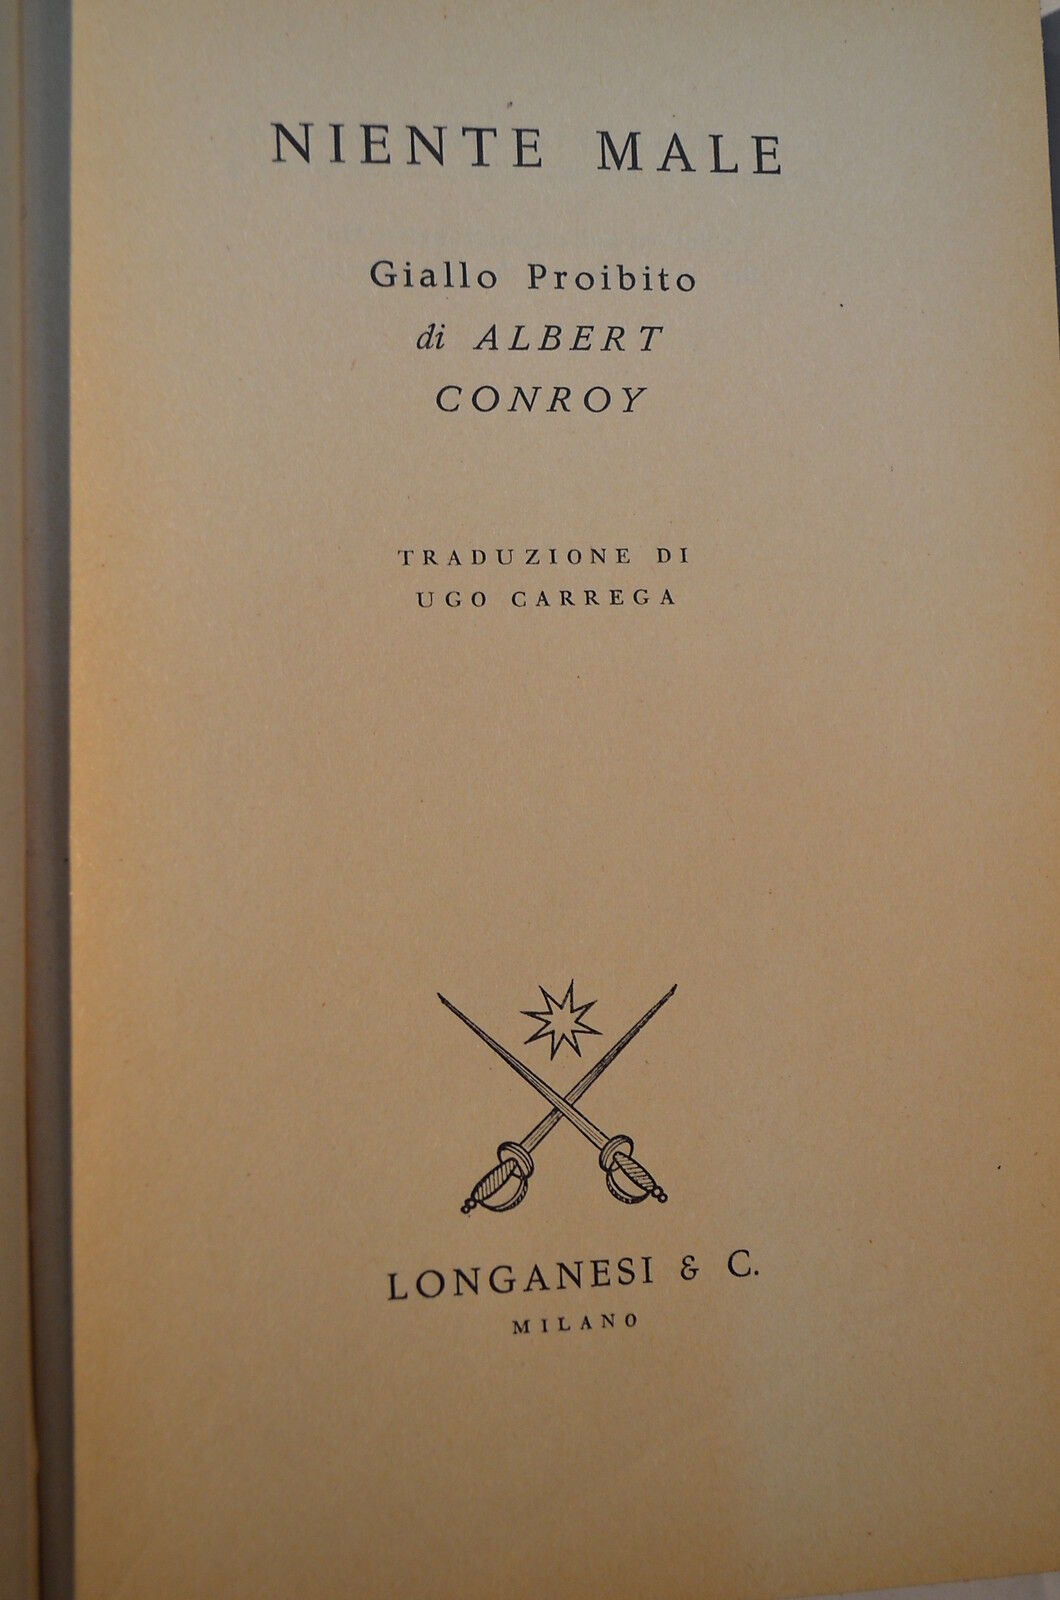 NIENTE MALE
Giallo Proibito
di ALBERT
CONROY
TRADUZIONE DI
UGO CARREGA
LONGANESI & C.
MILANO